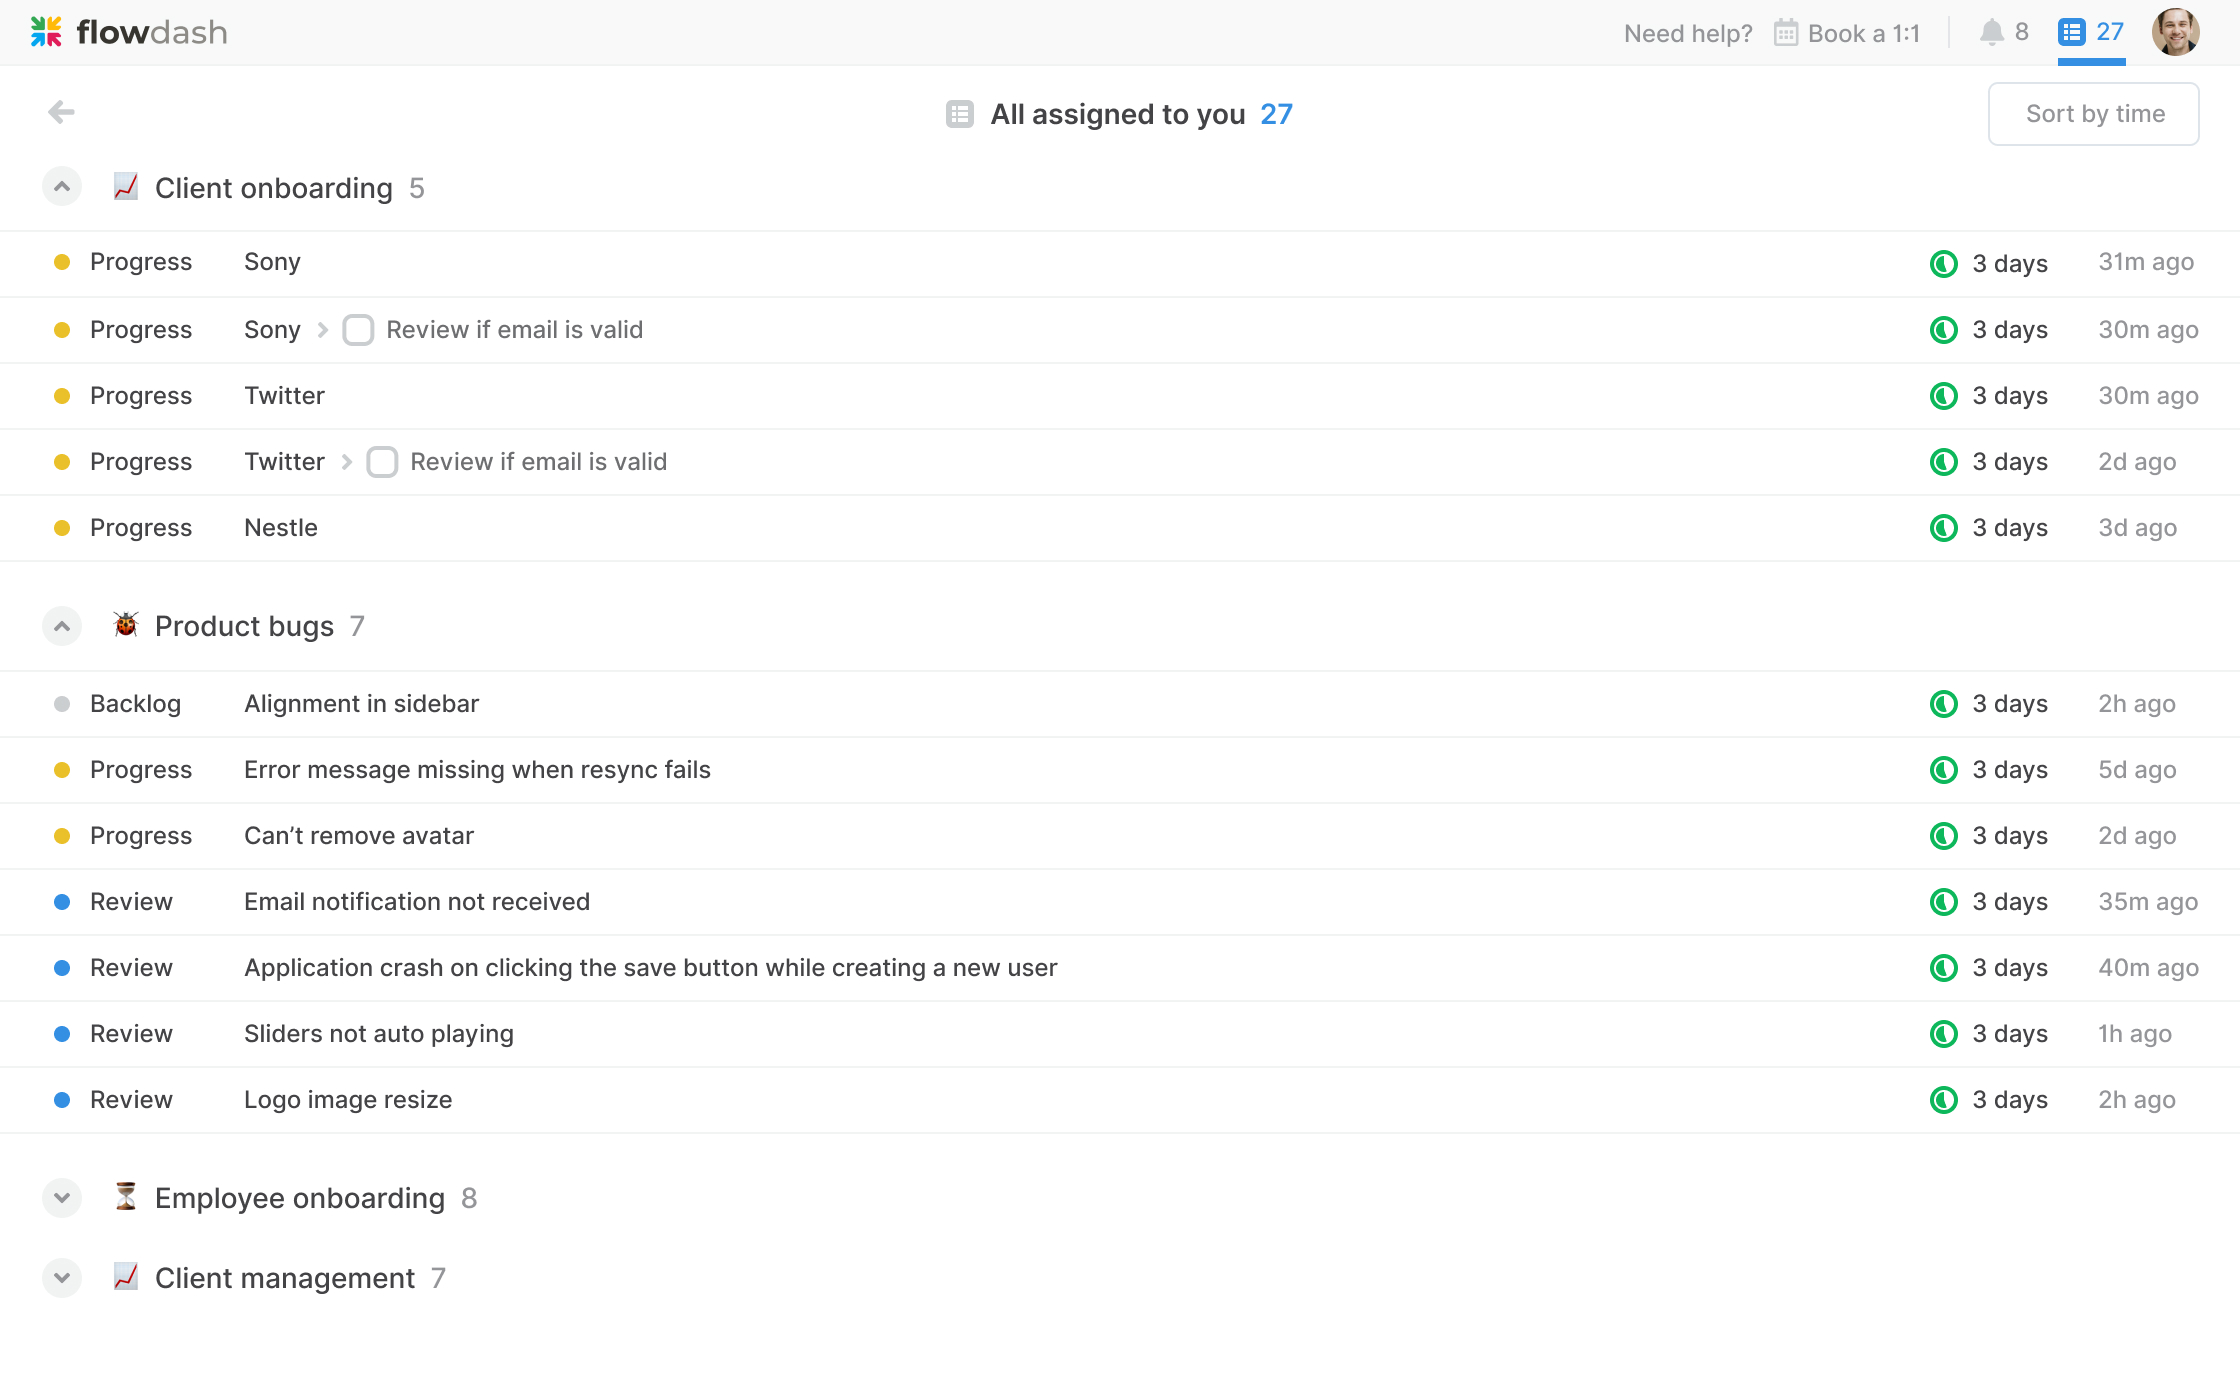 flowdash Need help? Book a 1:1 8 27
All assigned to you 27 Sort by time
Client onboarding 5
Progress Sony 3 days 31m ago
Progress Sony Review if email is valid 3 days 30m ago
Progress Twitter 3 days 30m ago
Progress Twitter Review if email is valid 3 days 2d ago
Progress Nestle 3 days 3d ago
Product bugs 7
Backlog Alignment in sidebar 3 days 2h ago
Progress Error message missing when resync fails 3 days 5d ago
Progress Can’t remove avatar 3 days 2d ago
Review Email notification not received 3 days 35m ago
Review Application crash on clicking the save button while creating a new user 3 days 40m ago
Review Sliders not auto playing 3 days 1h ago
Review Logo image resize 3 days 2h ago
Employee onboarding 8
Client management 7